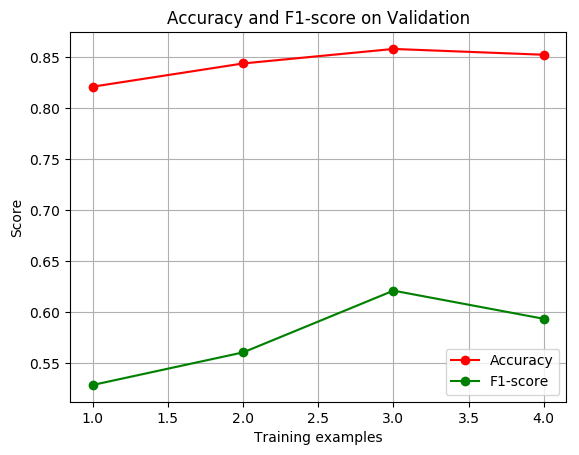 Accuracy and F1-score on Validation
0.85
0.80
0.75
0.70
0.65
0.60
0.55
Score
1.0 1.5 2.0 2.5 3.0 3.5 4.0
Training examples
Accuracy
F1-score